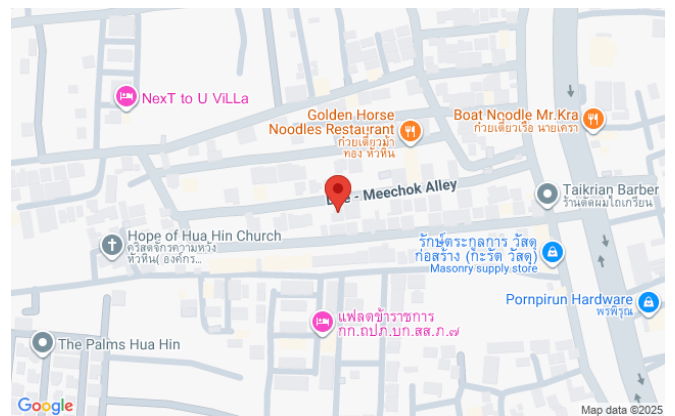 NexT to U ViLLa
Golden Horse
Noodles Restaurant
ก๋วยเตี๋ยวม้า
ทอง หัวหิน
Boat Noodle Mr.Kra
ก๋วยเตี๋ยวเรือ นายเครา
- Meechok Alley
Taikrian Barber
ร้านตัดผมไถเกรียน
Hope of Hua Hin Church
คริสตจักรความหวัง
หัวหิน( องค์กร...
รักษ์ตระกูลการ วัสดุ
ก่อสร้าง (กะรัต วัสดุ)
Masonry supply store
Pornpirun Hardware
พรพิรุณ
แฟลตข้าราชการ
กก.ถปภ.บก.สส.ภ.๗
The Palms Hua Hin
Google
Map data ©2025